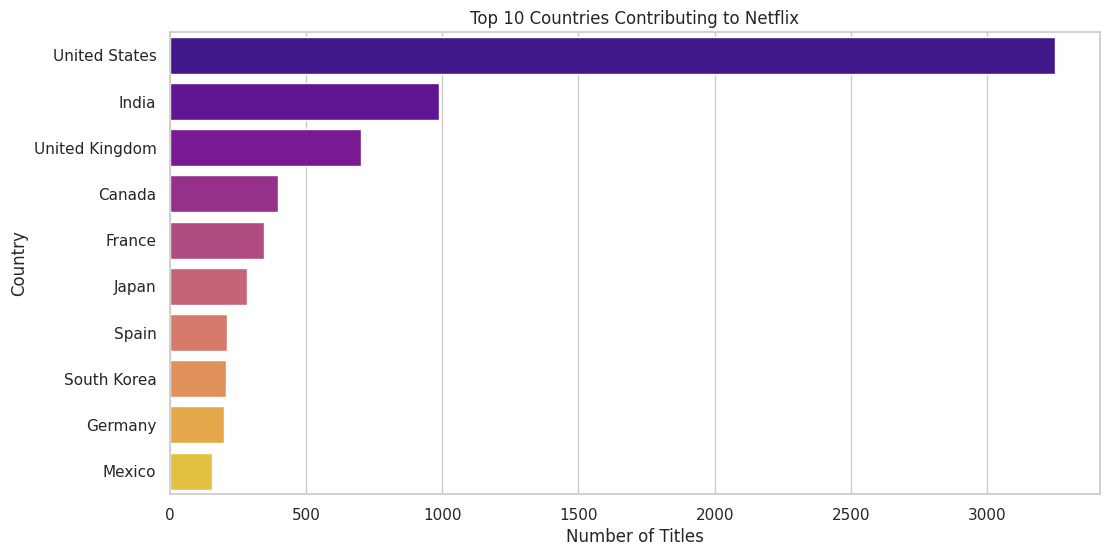 Top 10 Countries Contributing to Netflix
Country
United States
India
United Kingdom
Canada
France
Japan
Spain
South Korea
Germany
Mexico
0 500 1000 1500 2000 2500 3000
Number of Titles